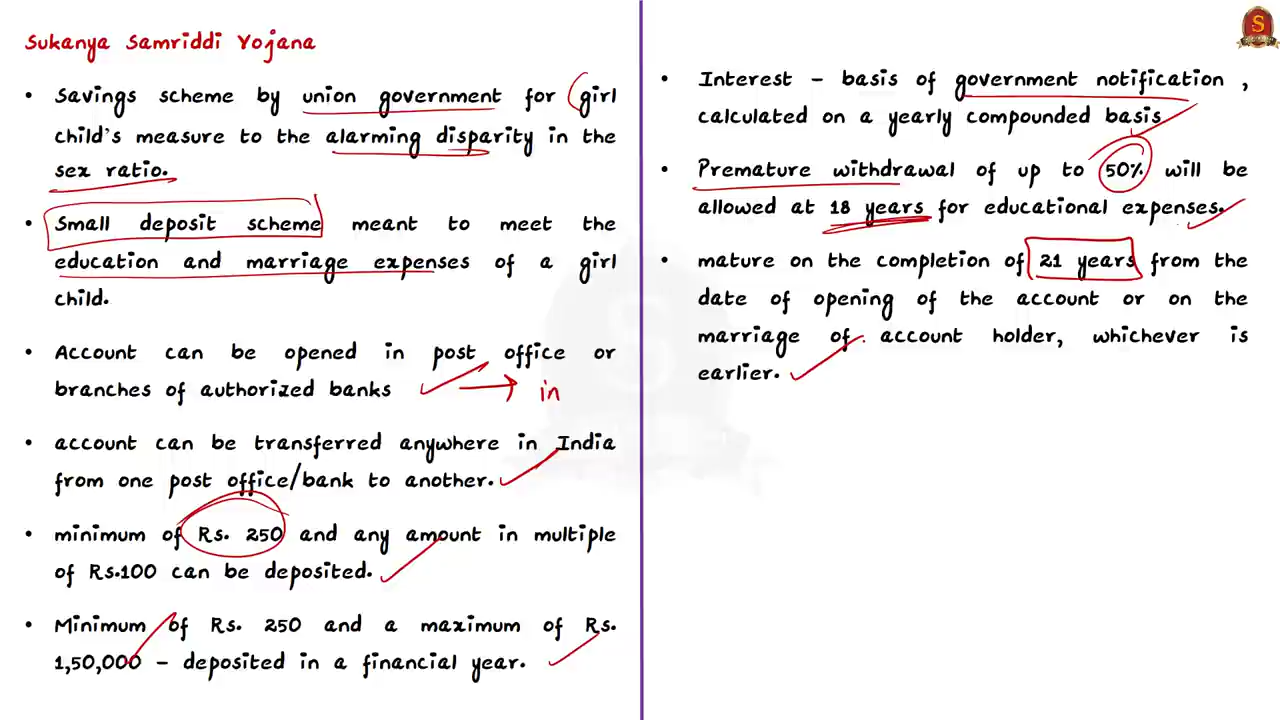 Sukanya Samriddi Yojana
• Savings scheme by union government for girl
child's measure to the alarming disparity in the
sex ratio.
• Small deposit scheme meant to meet the
education and marriage expenses of a girl
child.
• Account can be opened in post office or
branches of authorized banks → in
• account can be transferred anywhere in India
from one post office/bank to another.
• minimum of Rs. 250 and any amount in multiple
of Rs.100 can be deposited.
• Minimum of Rs. 250 and a maximum of Rs.
1,50,000 – deposited in a financial year.
• Interest – basis of government notification ,
calculated on a yearly compounded basis
• Premature withdrawal of up to 50% will be
allowed at 18 years for educational expenses.
• mature on the completion of 21 years from the
date of opening of the account or on the
marriage of account holder, whichever is
earlier.
S